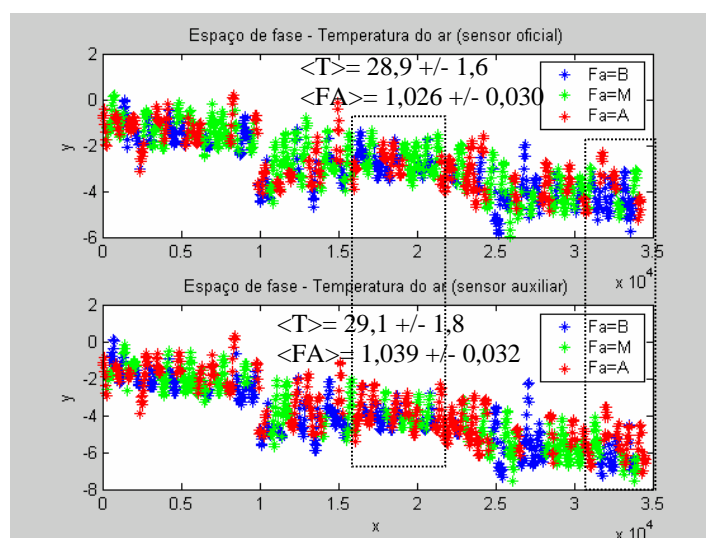 Espaço de fase - Temperatura do ar (sensor oficial)
<T>= 28,9 +/- 1,6
<FA>= 1,026 +/- 0,030
Fa=B
Fa=M
Fa=A
2
0
-2
-4
-6
y
0 0.5 1 1.5 2 2.5 3 3.5
x 10^4
Espaço de fase - Temperatura do ar (sensor auxiliar)
<T>= 29,1 +/- 1,8
<FA>= 1,039 +/- 0,032
Fa=B
Fa=M
Fa=A
2
0
-2
-4
-6
-8
y
0 0.5 1 1.5 2 2.5 3 3.5
x
x 10^4